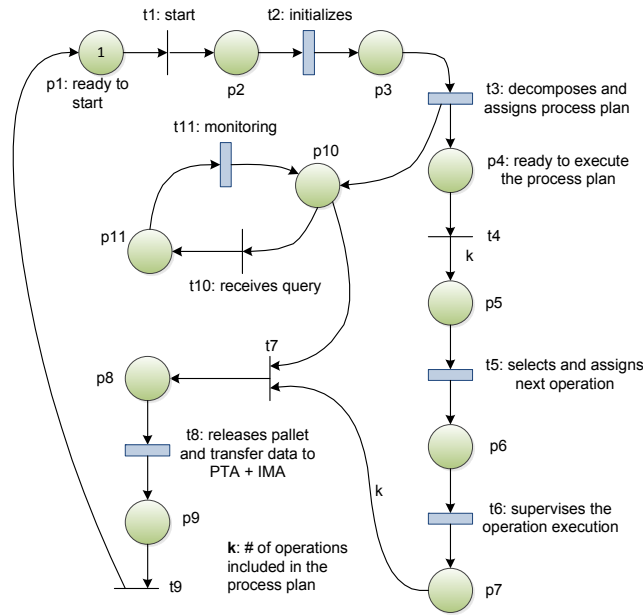 t1: start
t2: initializes
1
p1: ready to
start
p2
p3
t3: decomposes and
assigns process plan
t11: monitoring
p10
p4: ready to execute
the process plan
p11
t10: receives query
t4
k
p5
t7
p8
t5: selects and assigns
next operation
t8: releases pallet
and transfer data to
PTA + IMA
p6
k
p9
t6: supervises the
operation execution
k: # of operations
included in the
process plan
t9
p7